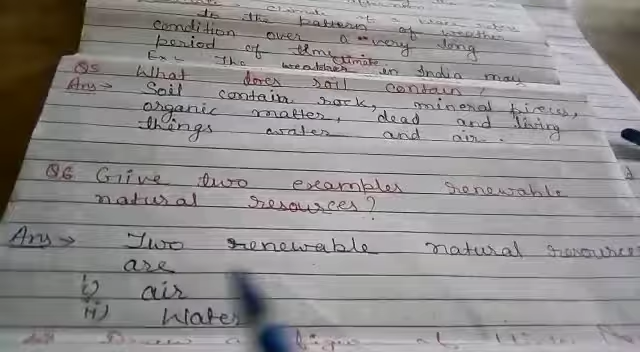 to the pattern of weather
condition over a very long
period of time
Ex- The climate weather in India may
Q5 What does soil contain?
Ans→ Soil contain rock, mineral pieces,
organic matter, dead and living
things water and air.
Q6 Give two examples renewable
natural resources?
Ans→ Two renewable natural resources
are
i) air
ii) Water